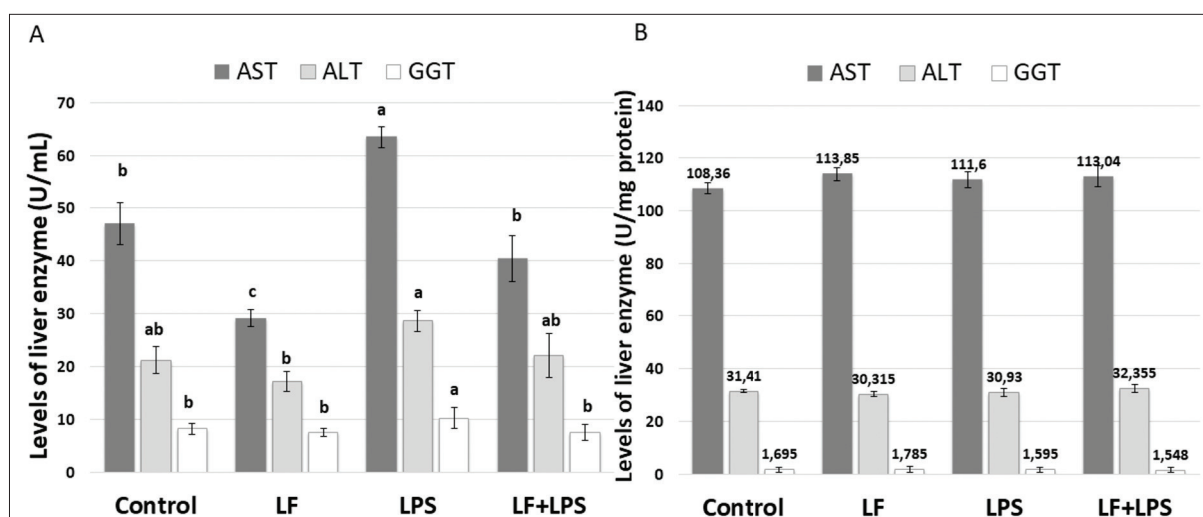 A
AST ALT GGT
Levels of liver enzyme (U/mL)
70
60
50
40
30
20
10
0
b
ab
b
c
b
b
a
a
a
b
ab
b
Control LF LPS LF+LPS
B
AST ALT GGT
Levels of liver enzyme (U/mg protein)
140
120
100
80
60
40
20
0
108,36
31,41
1,695
113,85
30,315
1,785
111,6
30,93
1,595
113,04
32,355
1,548
Control LF LPS LF+LPS